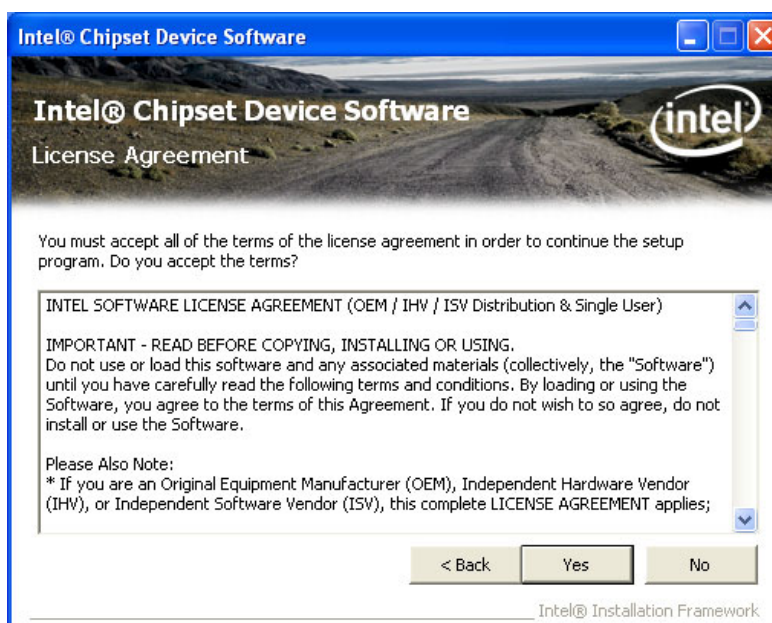 Intel® Chipset Device Software
Intel® Chipset Device Software
intel
License Agreement
You must accept all of the terms of the license agreement in order to continue the setup
program. Do you accept the terms?
INTEL SOFTWARE LICENSE AGREEMENT (OEM / IHV / ISV Distribution & Single User)
IMPORTANT - READ BEFORE COPYING, INSTALLING OR USING.
Do not use or load this software and any associated materials (collectively, the "Software")
until you have carefully read the following terms and conditions. By loading or using the
Software, you agree to the terms of this Agreement. If you do not wish to so agree, do not
install or use the Software.
Please Also Note:
* If you are an Original Equipment Manufacturer (OEM), Independent Hardware Vendor
(IHV), or Independent Software Vendor (ISV), this complete LICENSE AGREEMENT applies;
< Back Yes No
Intel® Installation Framework